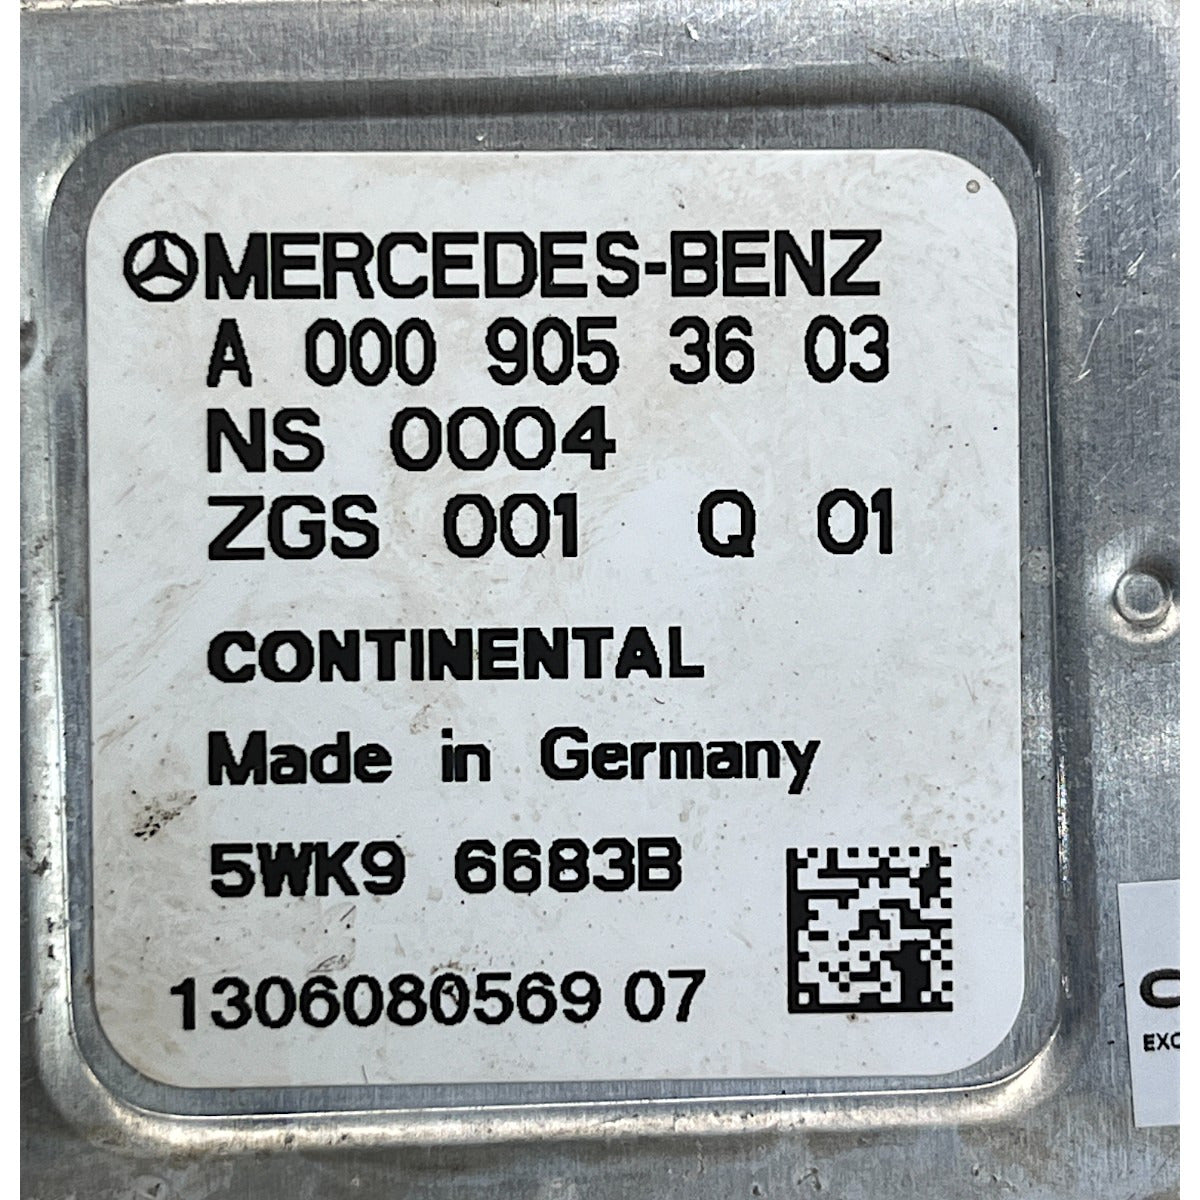 MERCEDES-BENZ
A 000 905 36 03
NS 0004
ZGS 001 Q 01
CONTINENTAL
Made in Germany
5WK9 6683B
1306080569 07